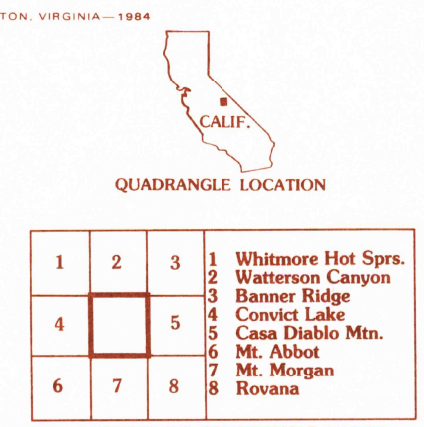 TON, VIRGINIA—1984
CALIF.
QUADRANGLE LOCATION
1 2 3
4 5
6 7 8
1 Whitmore Hot Sprs.
2 Watterson Canyon
3 Banner Ridge
4 Convict Lake
5 Casa Diablo Mtn.
6 Mt. Abbot
7 Mt. Morgan
8 Rovana